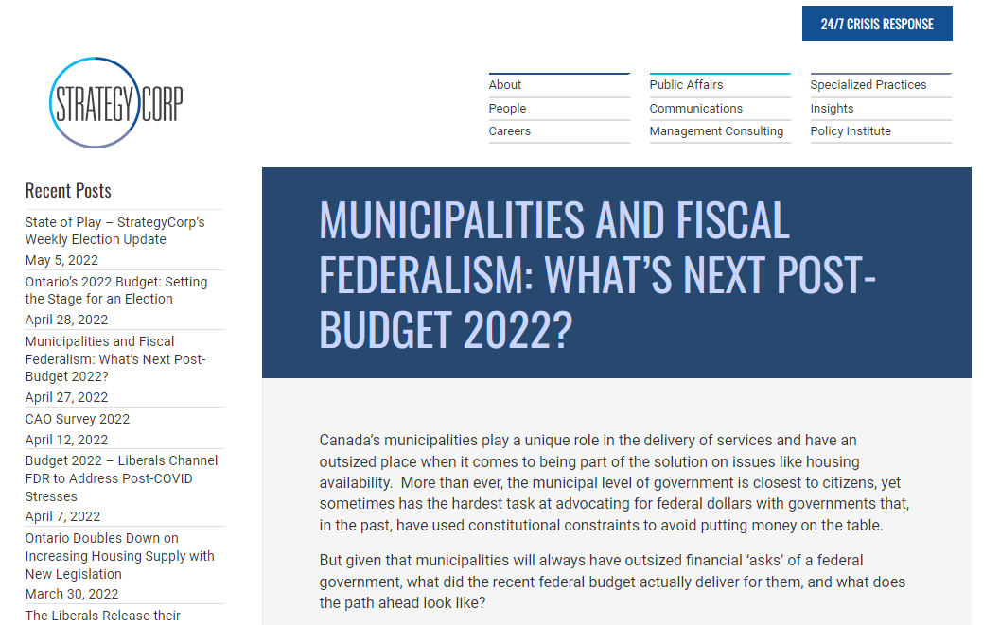 24/7 CRISIS RESPONSE
STRATEGYCORP
About
People
Careers
Public Affairs
Communications
Management Consulting
Specialized Practices
Insights
Policy Institute
Recent Posts
State of Play – StrategyCorp’s
Weekly Election Update
May 5, 2022
Ontario’s 2022 Budget: Setting
the Stage for an Election
April 28, 2022
Municipalities and Fiscal
Federalism: What’s Next Post-
Budget 2022?
April 27, 2022
CAO Survey 2022
April 12, 2022
Budget 2022 – Liberals Channel
FDR to Address Post-COVID
Stresses
April 7, 2022
Ontario Doubles Down on
Increasing Housing Supply with
New Legislation
March 30, 2022
The Liberals Release their
MUNICIPALITIES AND FISCAL
FEDERALISM: WHAT’S NEXT POST-
BUDGET 2022?
Canada’s municipalities play a unique role in the delivery of services and have an
outsized place when it comes to being part of the solution on issues like housing
availability.  More than ever, the municipal level of government is closest to citizens, yet
sometimes has the hardest task at advocating for federal dollars with governments that,
in the past, have used constitutional constraints to avoid putting money on the table.
But given that municipalities will always have outsized financial ‘asks’ of a federal
government, what did the recent federal budget actually deliver for them, and what does
the path ahead look like?